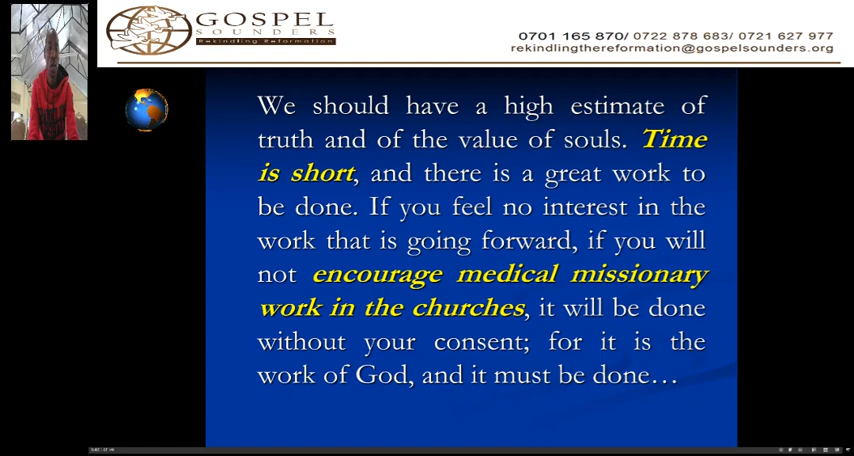 GOSPEL
SOUNDERS
Rekindling Reformation
0701 165 870/ 0722 878 683/ 0721 627 977
rekindlingthereformation@gospelsounders.org
We should have a high estimate of
truth and of the value of souls. Time
is short, and there is a great work to
be done. If you feel no interest in the
work that is going forward, if you will
not encourage medical missionary
work in the churches, it will be done
without your consent; for it is the
work of God, and it must be done…